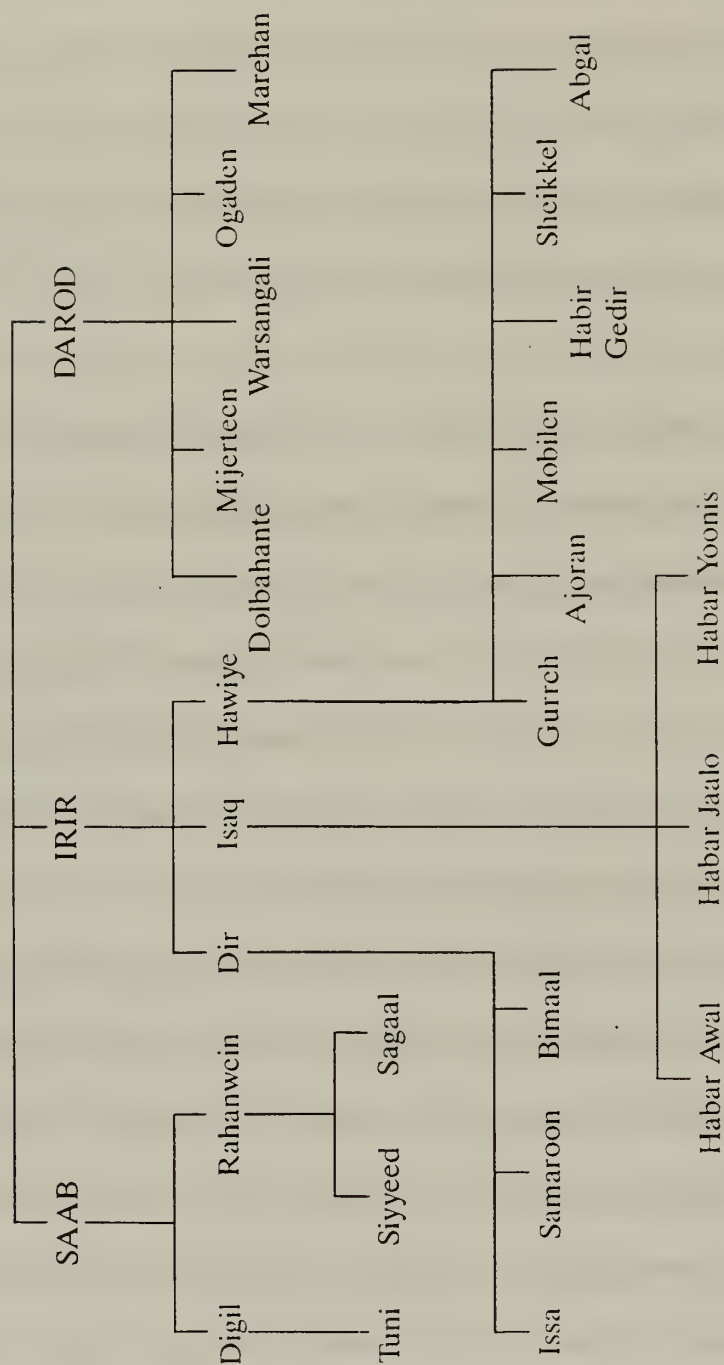 SAAB
IRIR
DAROD
Digil
Rahanwein
Dir
Isaq
Hawiye
Dolbahante
Mijerteen
Warsangali
Ogaden
Marehan
Tuni
Siyyeed
Sagaal
Issa
Samaroon
Bimaal
Gurreh
Ajoran
Mobilen
Habir
Gedir
Sheikkel
Abgal
Habar Awal
Habar Jaalo
Habar Yoonis